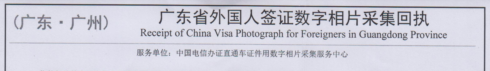 (广东·广州)
广东省外国人签证数字相片采集回执
Receipt of China Visa Photograph for Foreigners in Guangdong Province
服务单位：中国电信办证直通车证件用数字相片采集服务中心